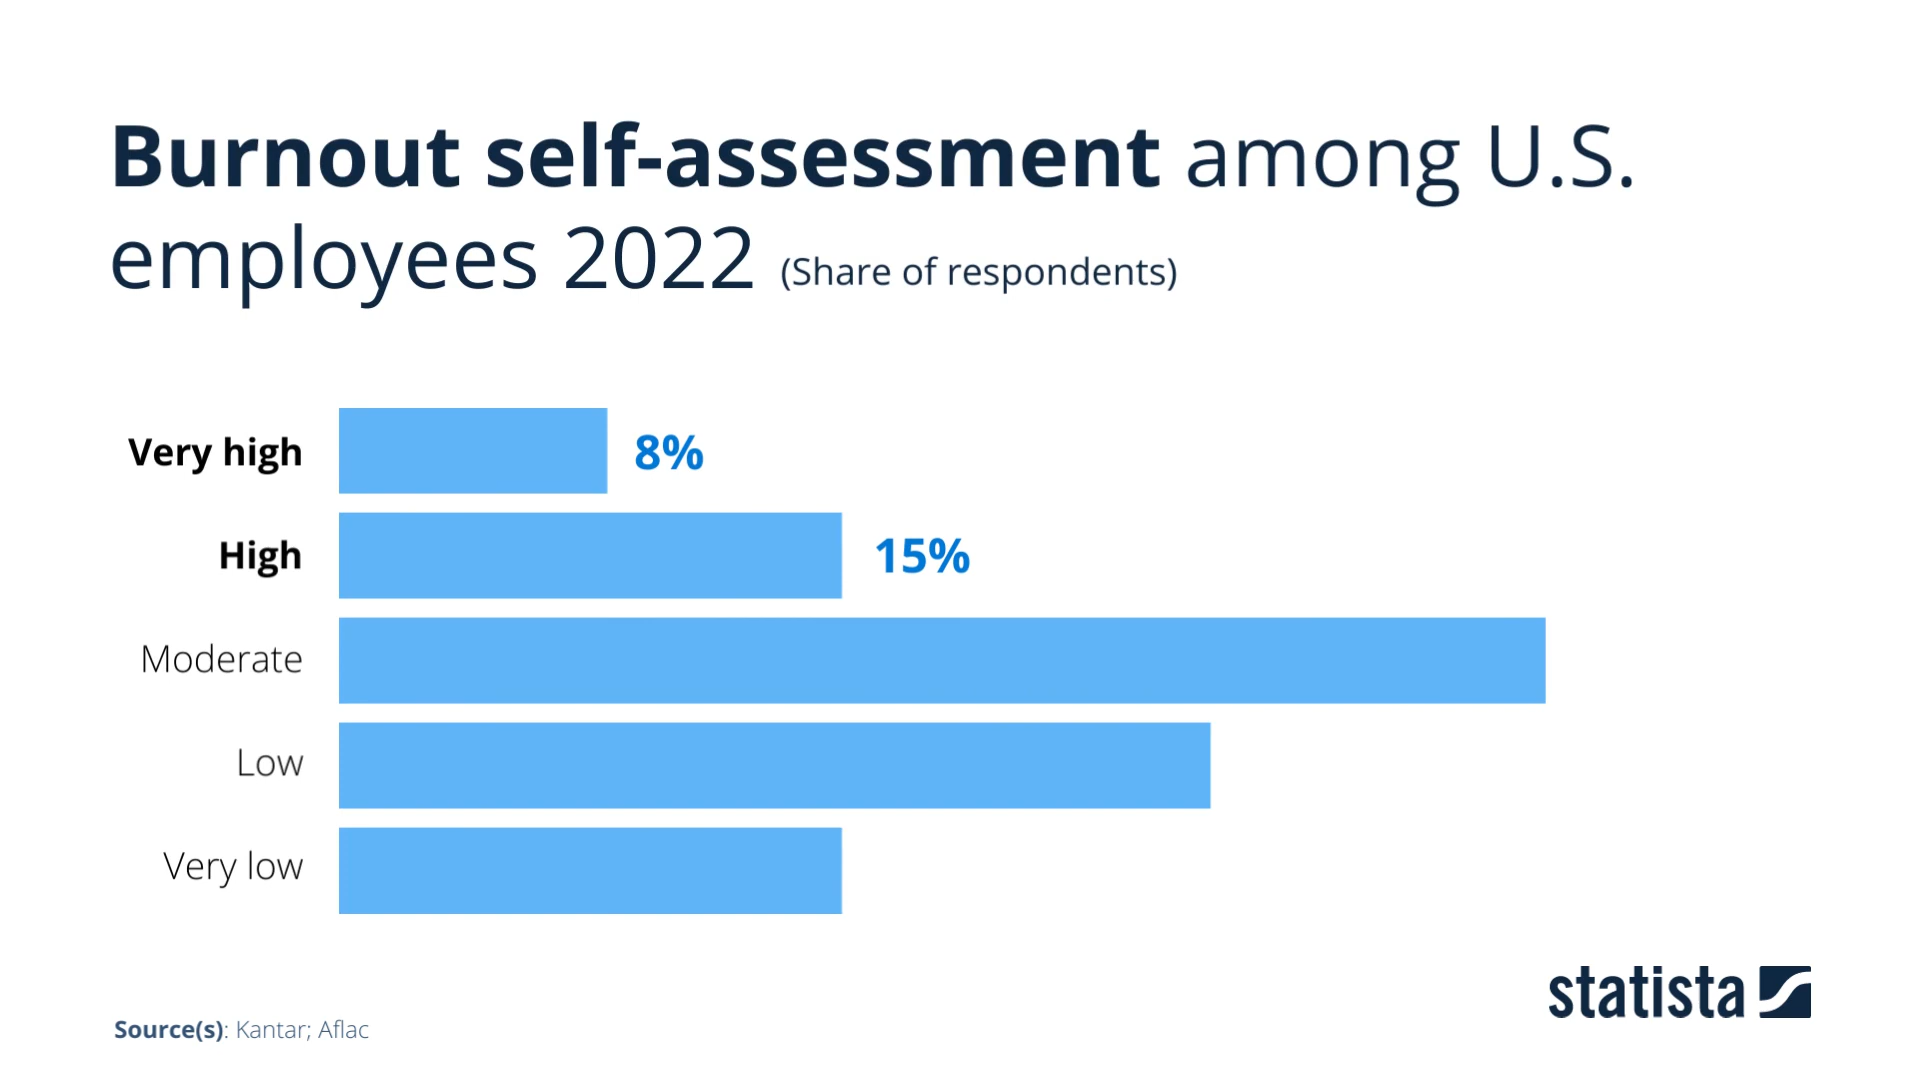 Burnout self-assessment among U.S.
employees 2022 (Share of respondents)
Very high 8%
High 15%
Moderate
Low
Very low
statista
Source(s): Kantar; Aflac